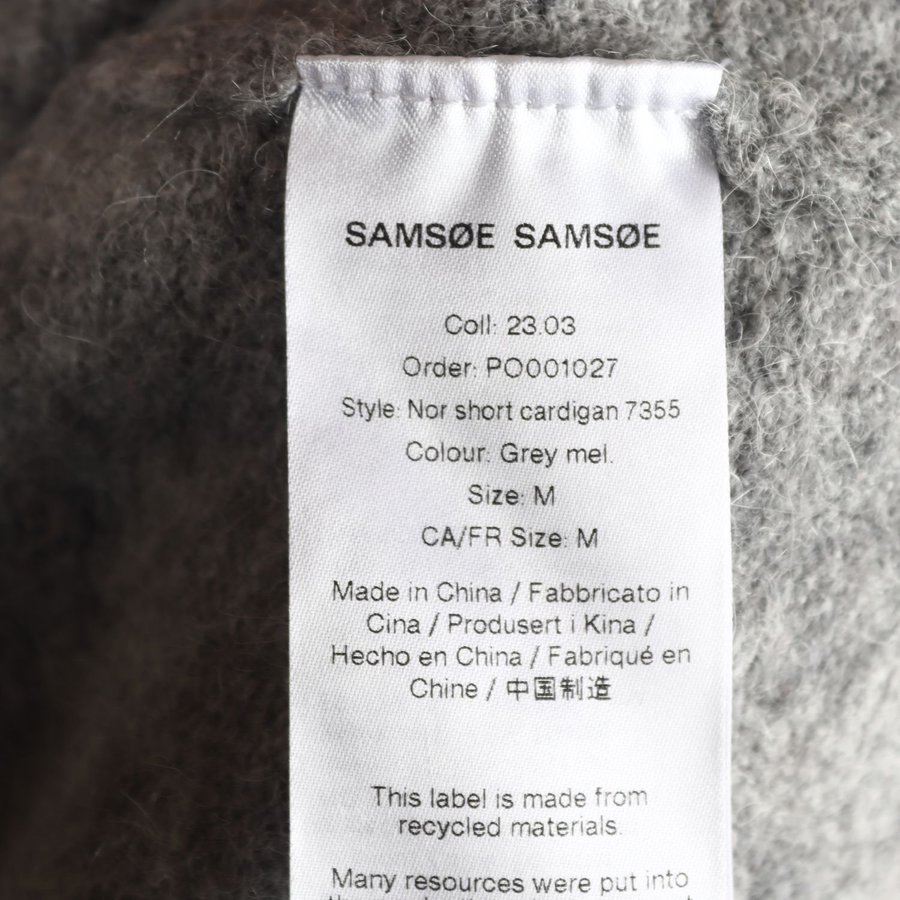 SAMSØE SAMSØE
Coll: 23.03
Order: PO001027
Style: Nor short cardigan 7355
Colour: Grey mel.
Size: M
CA/FR Size: M
Made in China / Fabbricato in
Cina / Produsert i Kina /
Hecho en China / Fabriqué en
Chine / 中国制造
This label is made from
recycled materials.
Many resources were put into